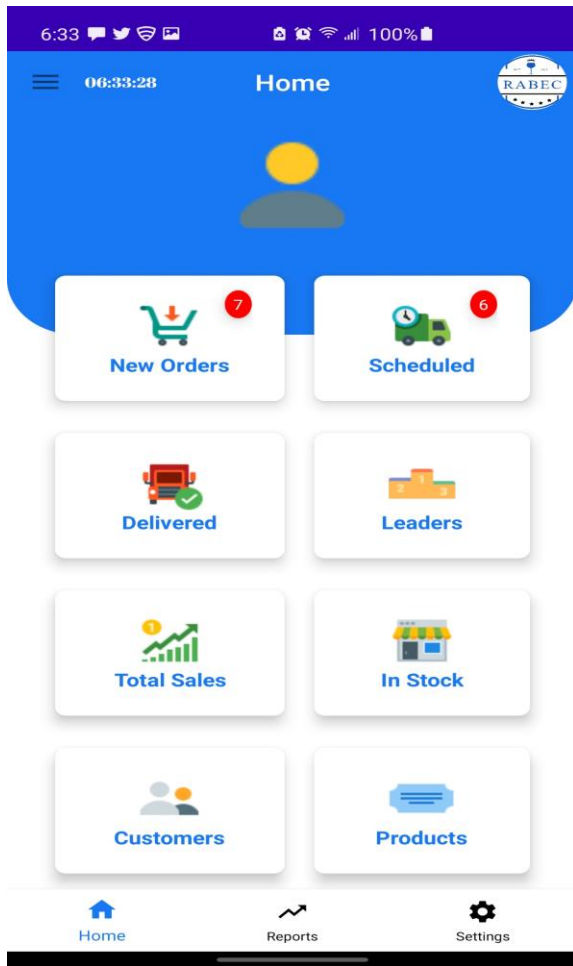 6:33 100%
06:33:28 Home RABEC
7 6
New Orders Scheduled
2 1 3
Delivered Leaders
1
Total Sales In Stock
Customers Products
Home Reports Settings